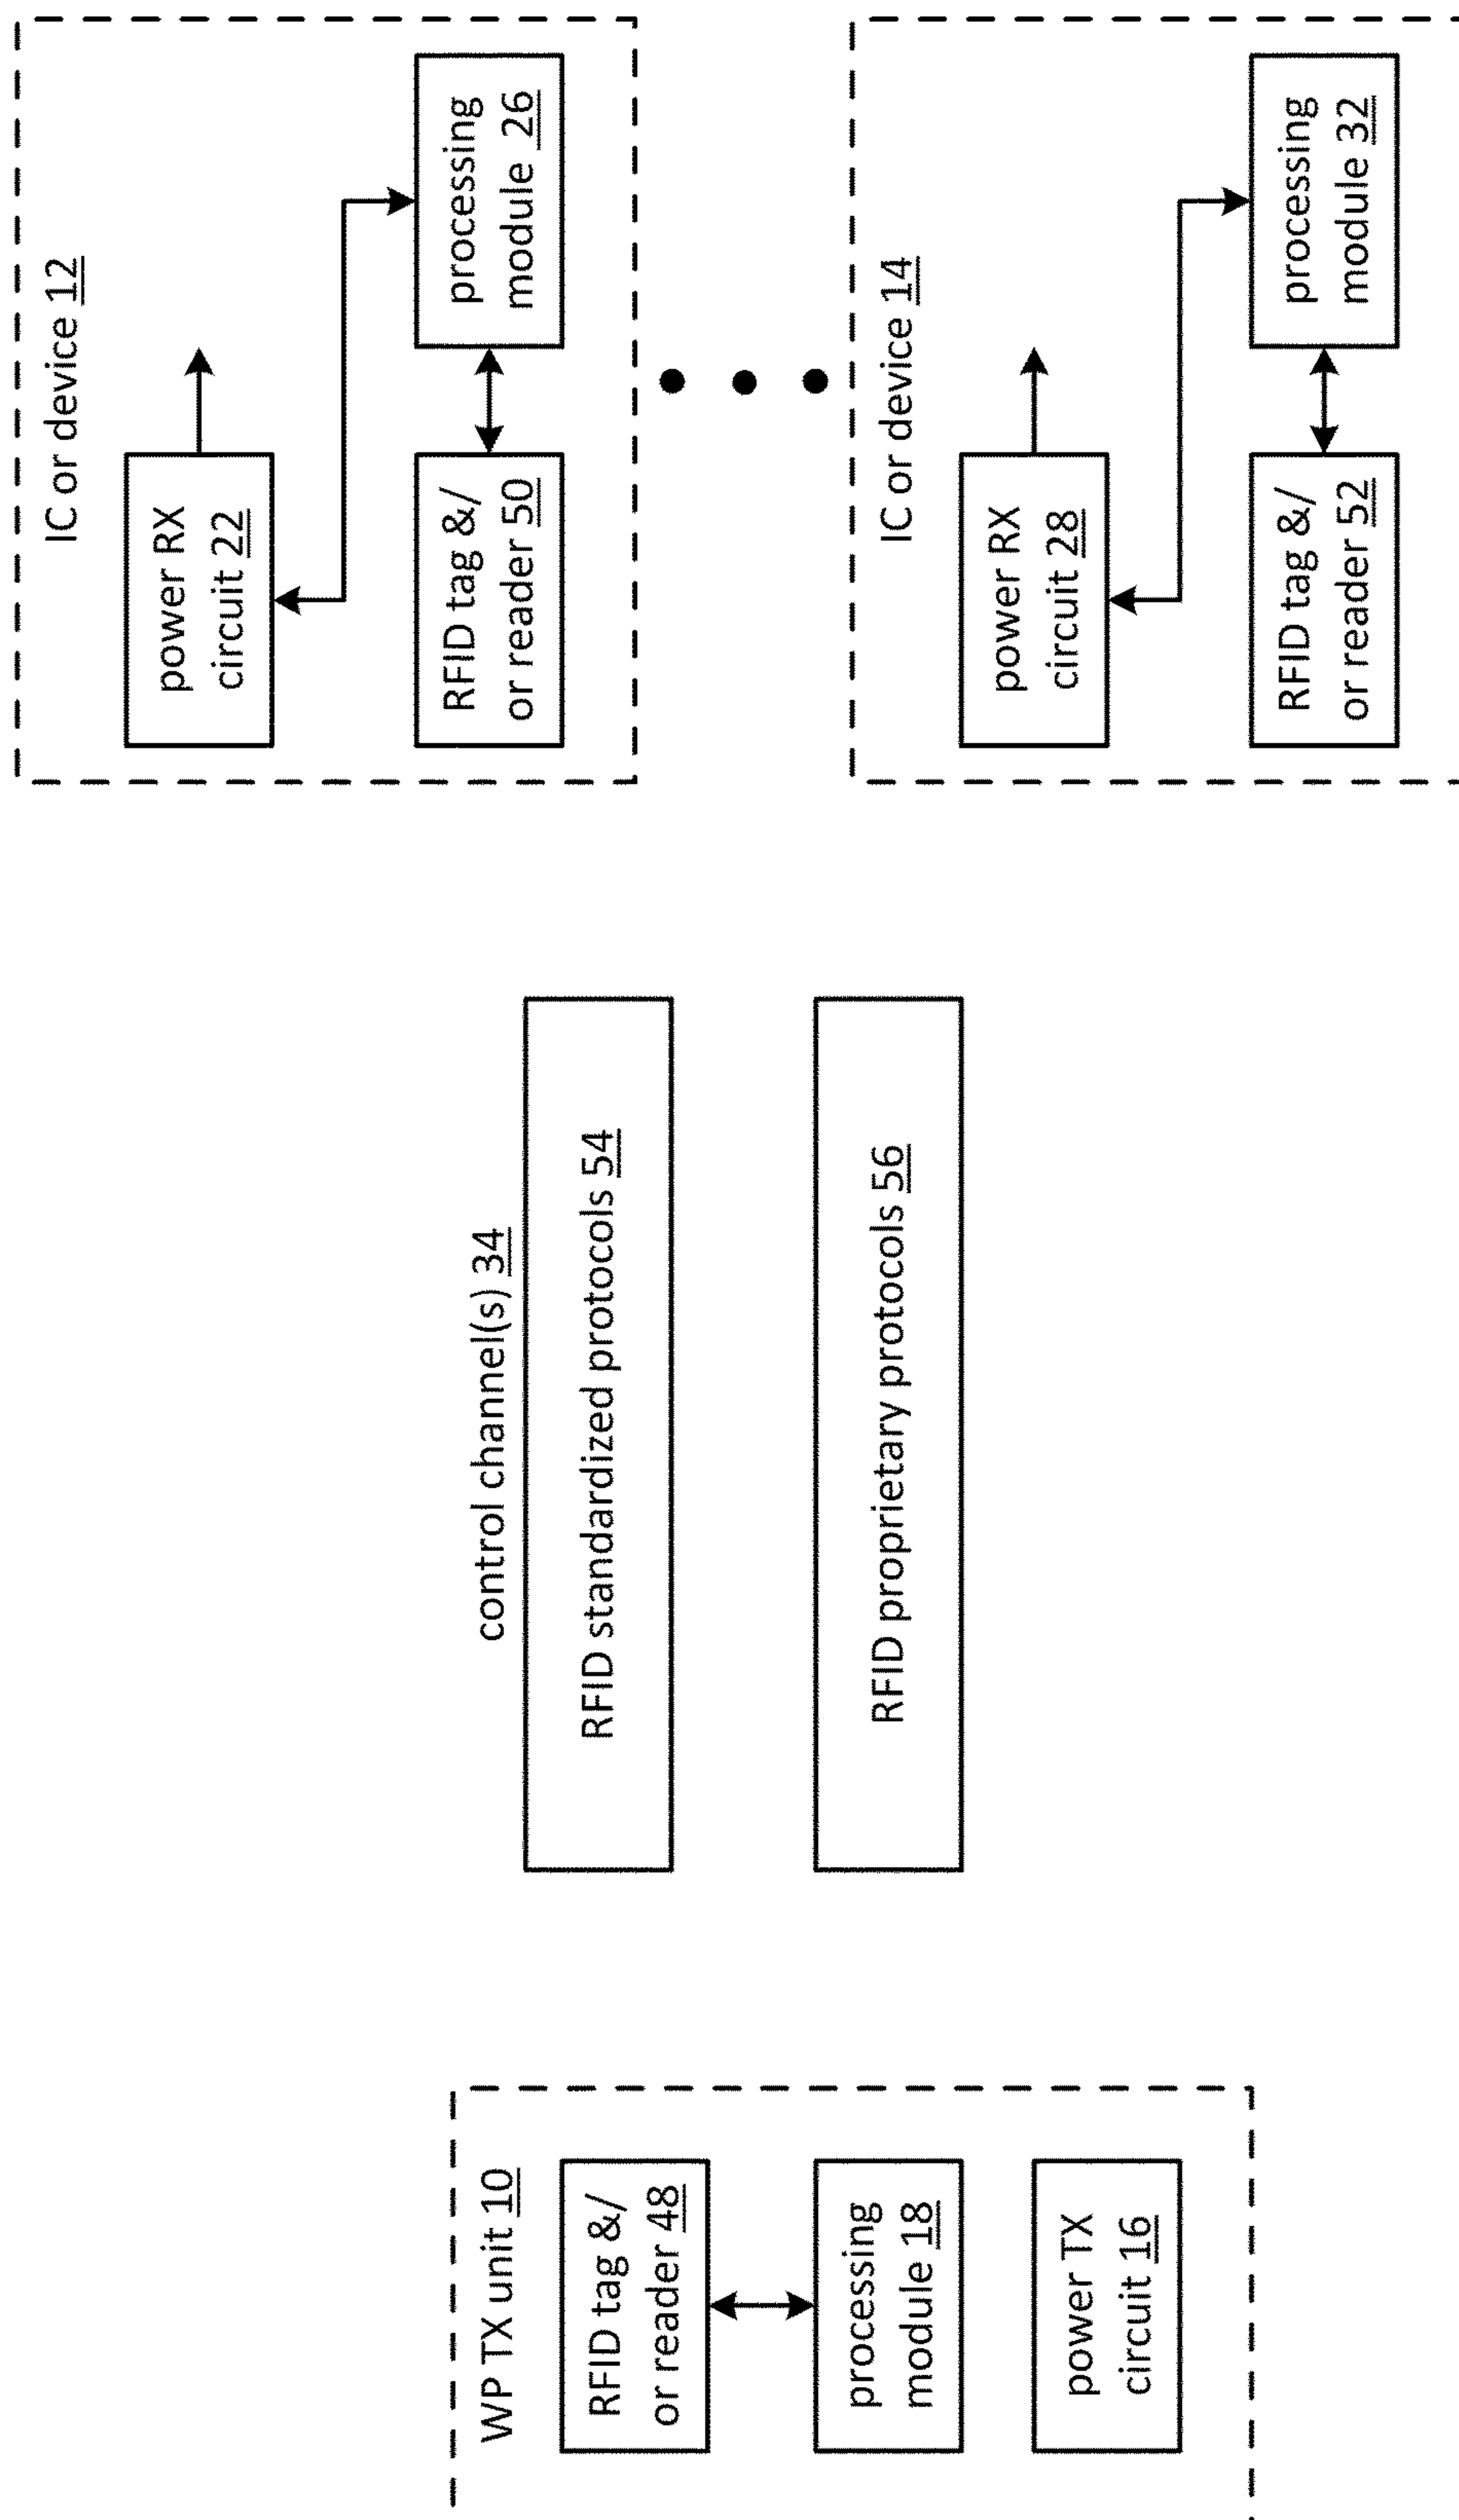 WP TX unit 10
RFID tag &/
or reader 48
processing
module 18
power TX
circuit 16
control channel(s) 34
RFID standardized protocols 54
RFID proprietary protocols 56
IC or device 12
power RX
circuit 22
RFID tag &/
or reader 50
processing
module 26
IC or device 14
power RX
circuit 28
RFID tag &/
or reader 52
processing
module 32